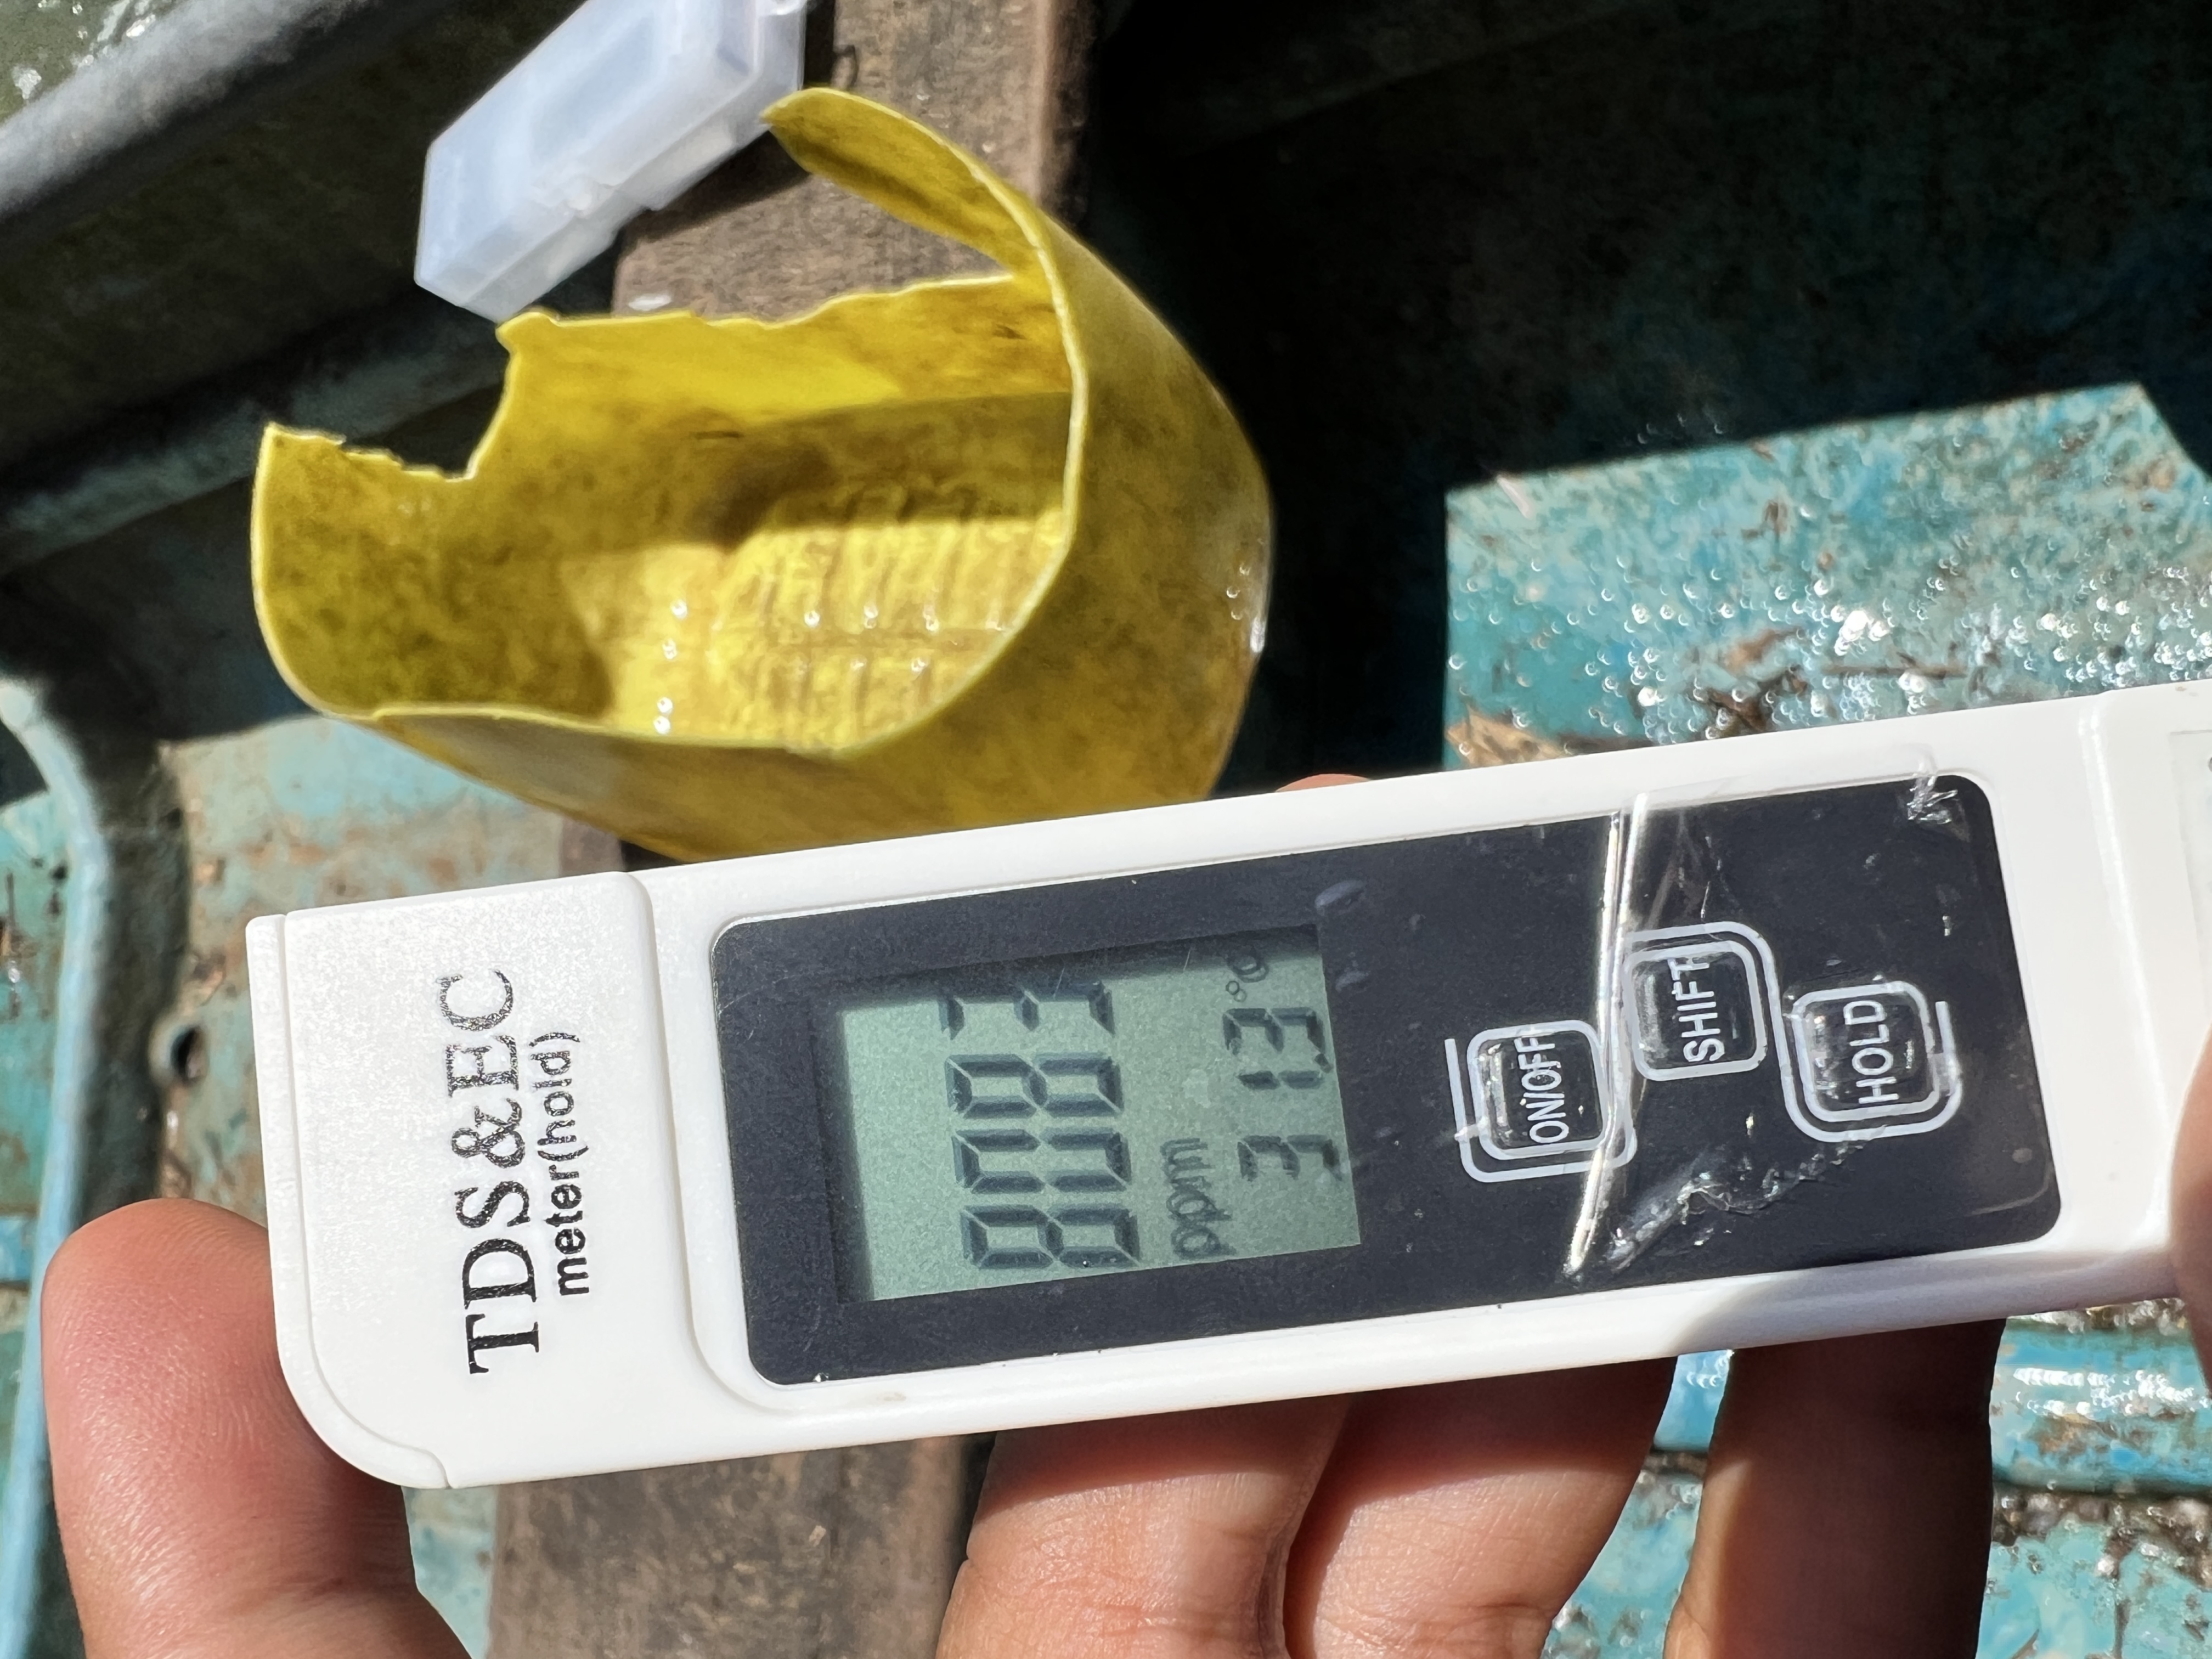 TDS&EC
meter(hold)
8083
ppm
31.3 °C
ON/OFF
SHIFT
HOLD